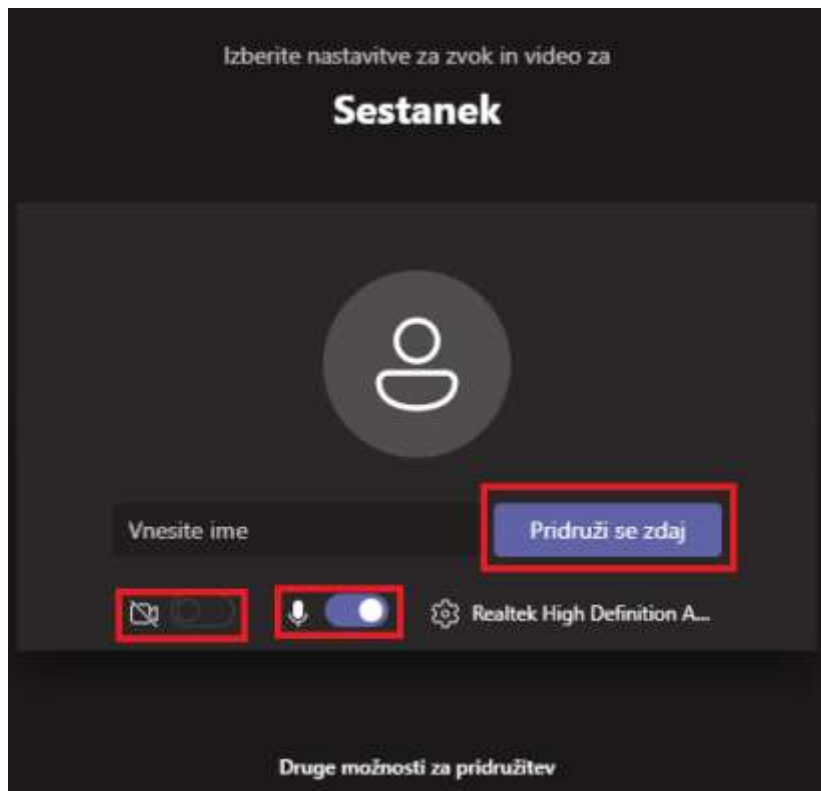 Izberite nastavitve za zvok in video za
Sestanek
Vnesite ime
Pridruži se zdaj
Realtek High Definition A...
Druge možnosti za pridružitev